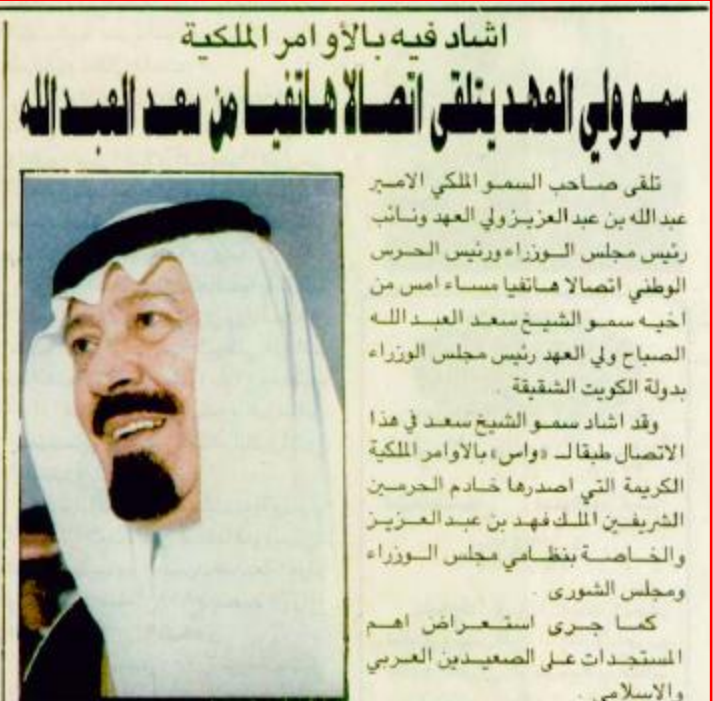 اشاد فيه بالأوامر الملكية
سمو ولي العهد يتلقى اتصالا هاتفيا من سعد العبدالله
تلقى صاحب السمو الملكي الامير
عبدالله بن عبدالعزيز ولي العهد ونائب
رئيس مجلس الوزراء ورئيس الحرس
الوطني اتصالا هاتفيا مساء امس من
اخيه سمو الشيخ سعد العبدالله
الصباح ولي العهد رئيس مجلس الوزراء
بدولة الكويت الشقيقة .
وقد اشاد سمو الشيخ سعد في هذا
الاتصال طبقا لـ «واس» بالاوامر الملكية
الكريمة التي اصدرها خادم الحرمين
الشريفين الملك فهد بن عبدالعزيز
والخاصة بنظامي مجلس الوزراء
ومجلس الشورى .
كما جرى استعراض اهم
المستجدات على الصعيدين العربي
والاسلامي .